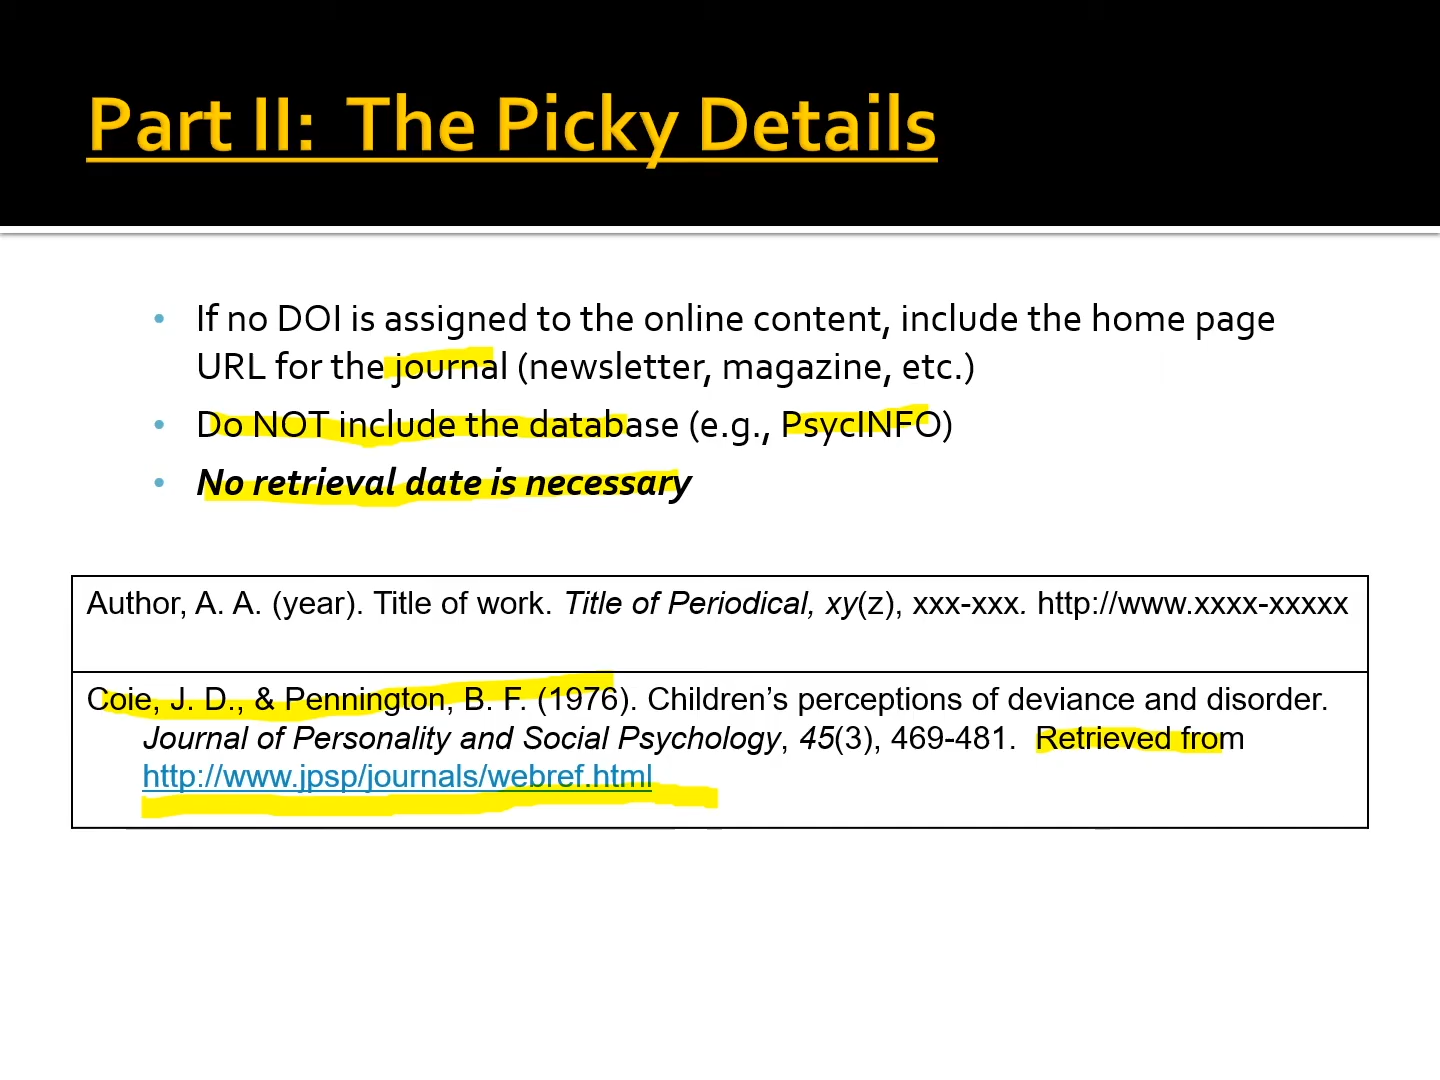 Part II:  The Picky Details
• If no DOI is assigned to the online content, include the home page
URL for the journal (newsletter, magazine, etc.)
• Do NOT include the database (e.g., PsycINFO)
• No retrieval date is necessary
Author, A. A. (year). Title of work. Title of Periodical, xy(z), xxx-xxx. http://www.xxxx-xxxxx
Coie, J. D., & Pennington, B. F. (1976). Children’s perceptions of deviance and disorder.
Journal of Personality and Social Psychology, 45(3), 469-481.  Retrieved from
http://www.jpsp/journals/webref.html